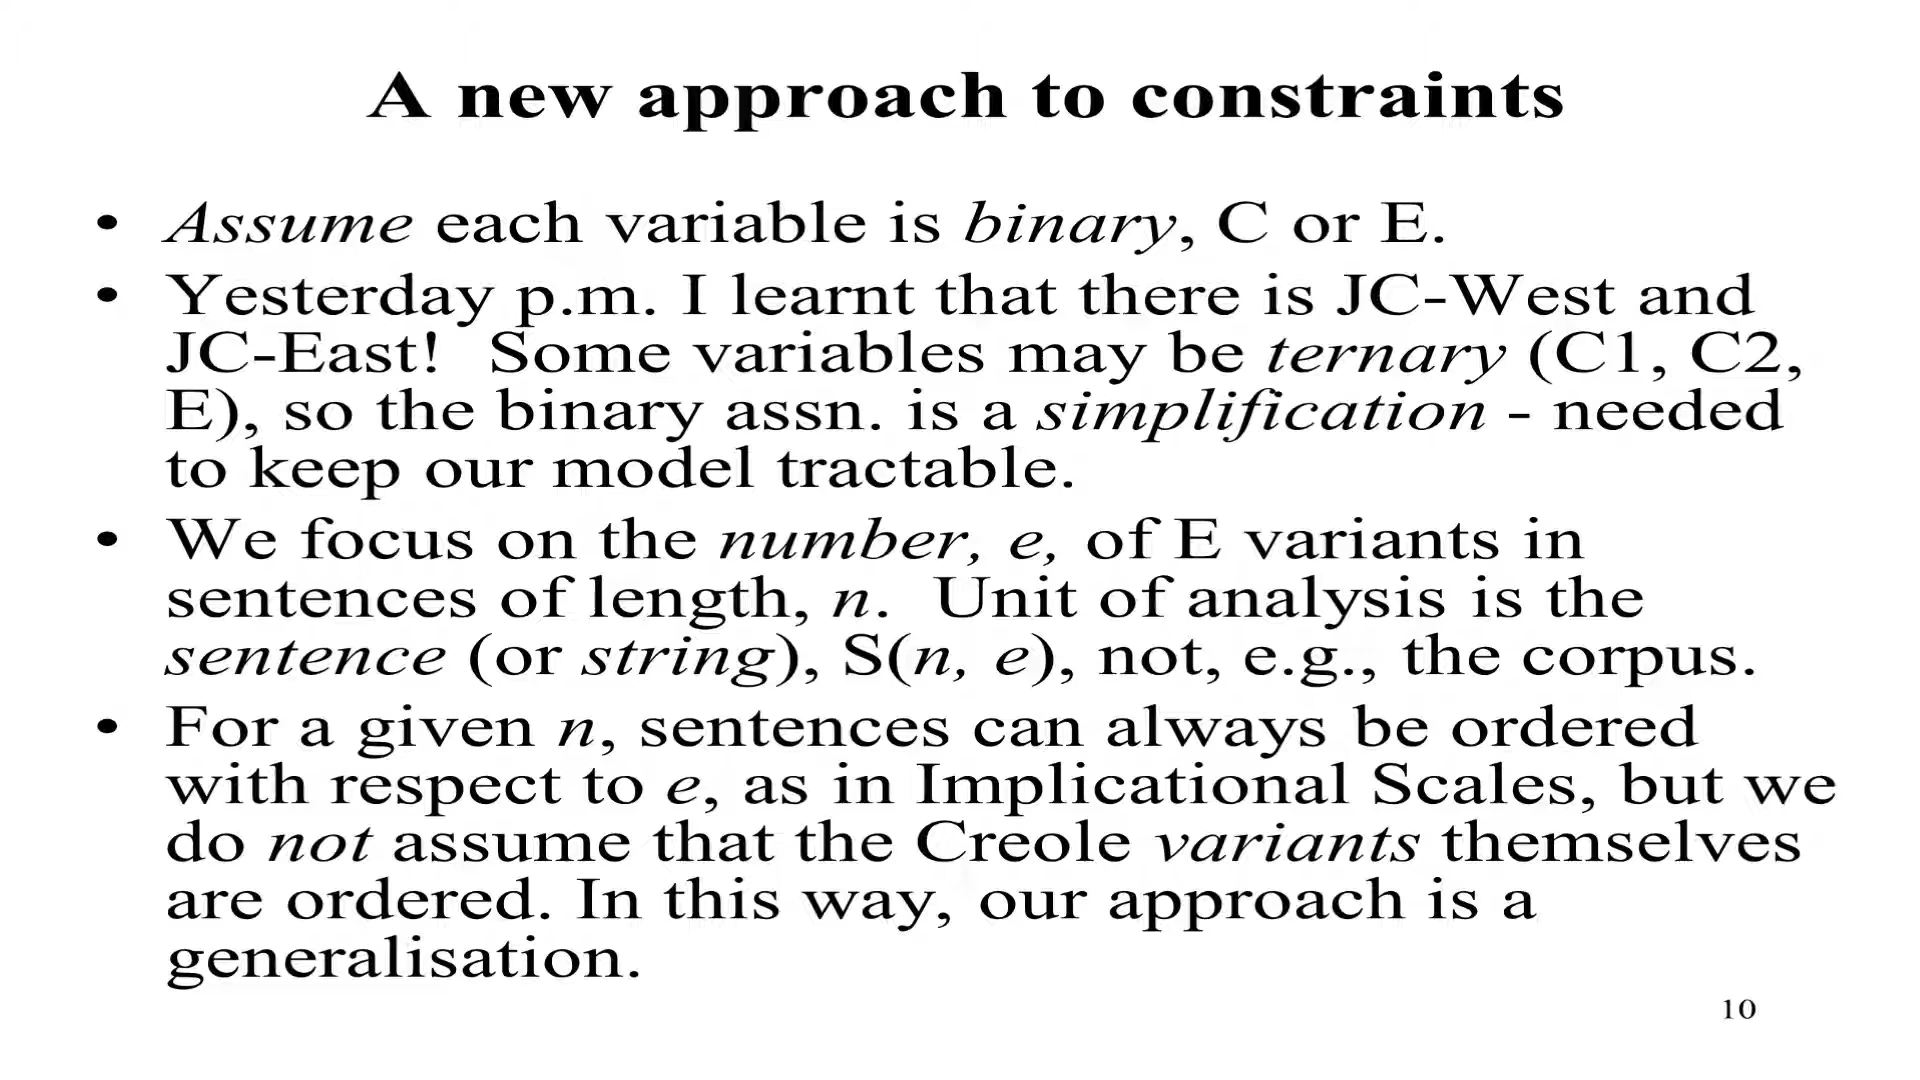 A new approach to constraints
• Assume each variable is binary, C or E.
• Yesterday p.m. I learnt that there is JC-West and
JC-East! Some variables may be ternary (C1, C2,
E), so the binary assn. is a simplification - needed
to keep our model tractable.
• We focus on the number, e, of E variants in
sentences of length, n. Unit of analysis is the
sentence (or string), S(n, e), not, e.g., the corpus.
• For a given n, sentences can always be ordered
with respect to e, as in Implicational Scales, but we
do not assume that the Creole variants themselves
are ordered. In this way, our approach is a
generalisation.
10